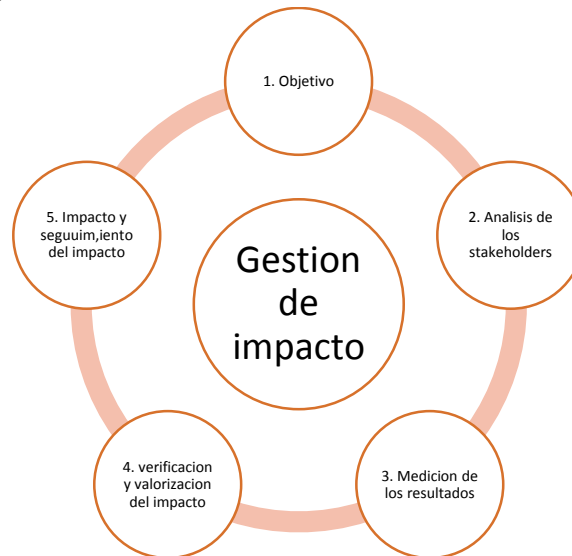 1. Objetivo
2. Analisis de
los
stakeholders
3. Medicion de
los resultados
4. verificacion
y valorizacion
del impacto
5. Impacto y
seguuim,iento
del impacto
Gestion
de
impacto